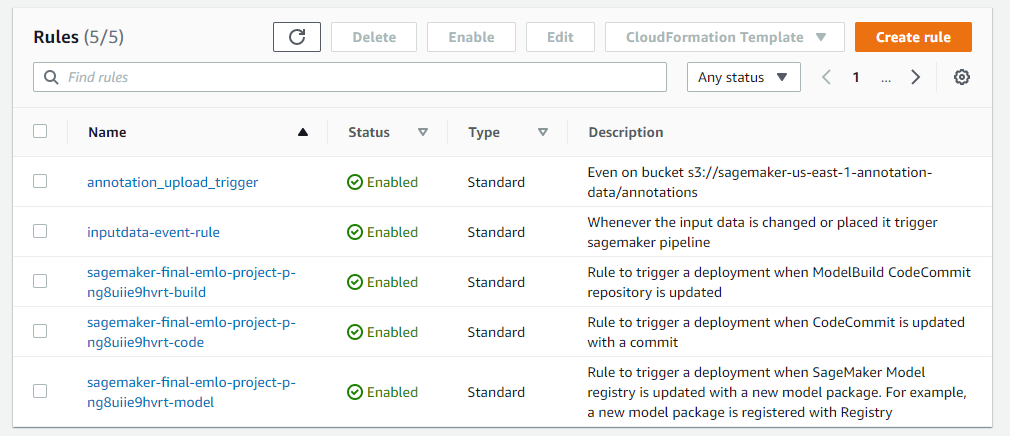 Rules (5/5)
Delete
Enable
Edit
CloudFormation Template
Create rule
Find rules
Any status
1
...
Name
Status
Type
Description
annotation_upload_trigger
Enabled
Standard
Even on bucket s3://sagemaker-us-east-1-annotation-
data/annotations
inputdata-event-rule
Enabled
Standard
Whenever the input data is changed or placed it trigger
sagemaker pipeline
sagemaker-final-emlo-project-p-
ng8uiie9hvrt-build
Enabled
Standard
Rule to trigger a deployment when ModelBuild CodeCommit
repository is updated
sagemaker-final-emlo-project-p-
ng8uiie9hvrt-code
Enabled
Standard
Rule to trigger a deployment when CodeCommit is updated
with a commit
sagemaker-final-emlo-project-p-
ng8uiie9hvrt-model
Enabled
Standard
Rule to trigger a deployment when SageMaker Model
registry is updated with a new model package. For example,
a new model package is registered with Registry